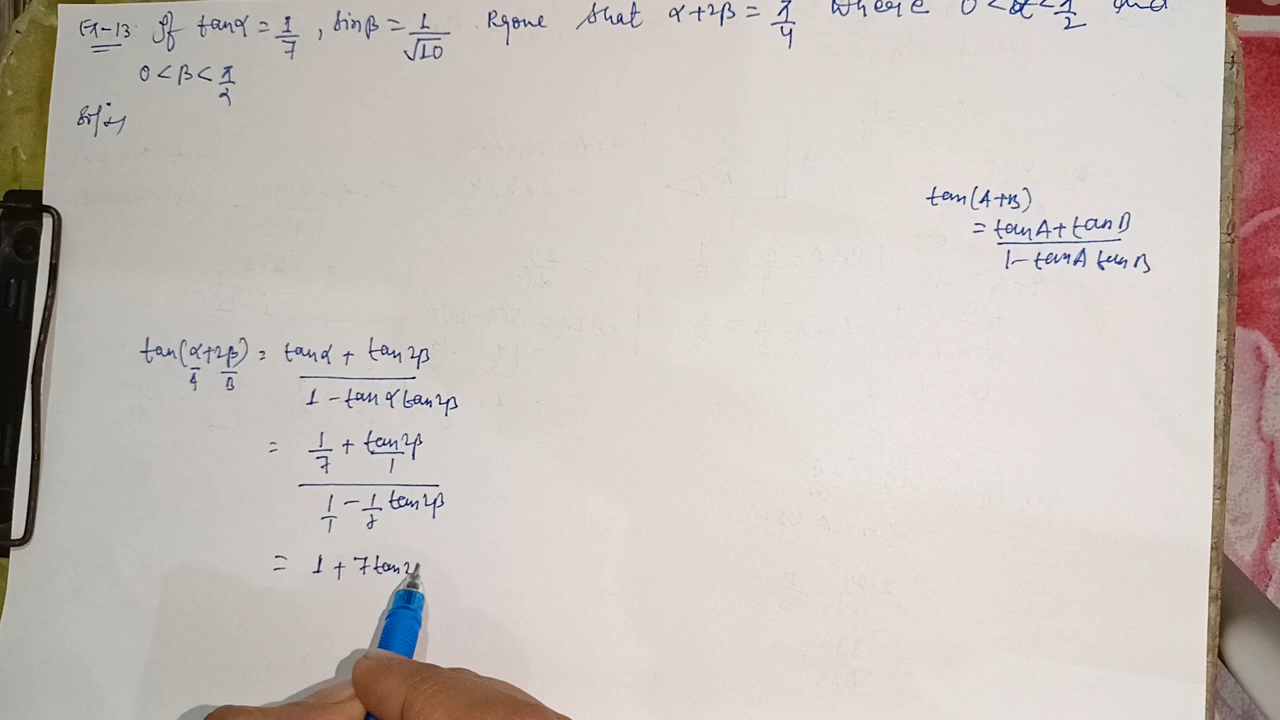 Ex-13: If tanα = 1/7, sinβ = 1/√10. Prove that α+2β = π/4 where 0<α<π/2 and
0<β<π/2
Sol:→
tan(A+B)
= tanA + tanB / 1 - tanA tanB
tan(α+2β) = tanα + tan2β / 1 - tanα tan2β
A B
= 1/7 + tan2β/1 / 1/1 - 1/7 tan2β
= 1 + 7tan2